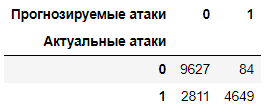 Прогнозируемые атаки 0 1
Актуальные атаки
0 9627 84
1 2811 4649